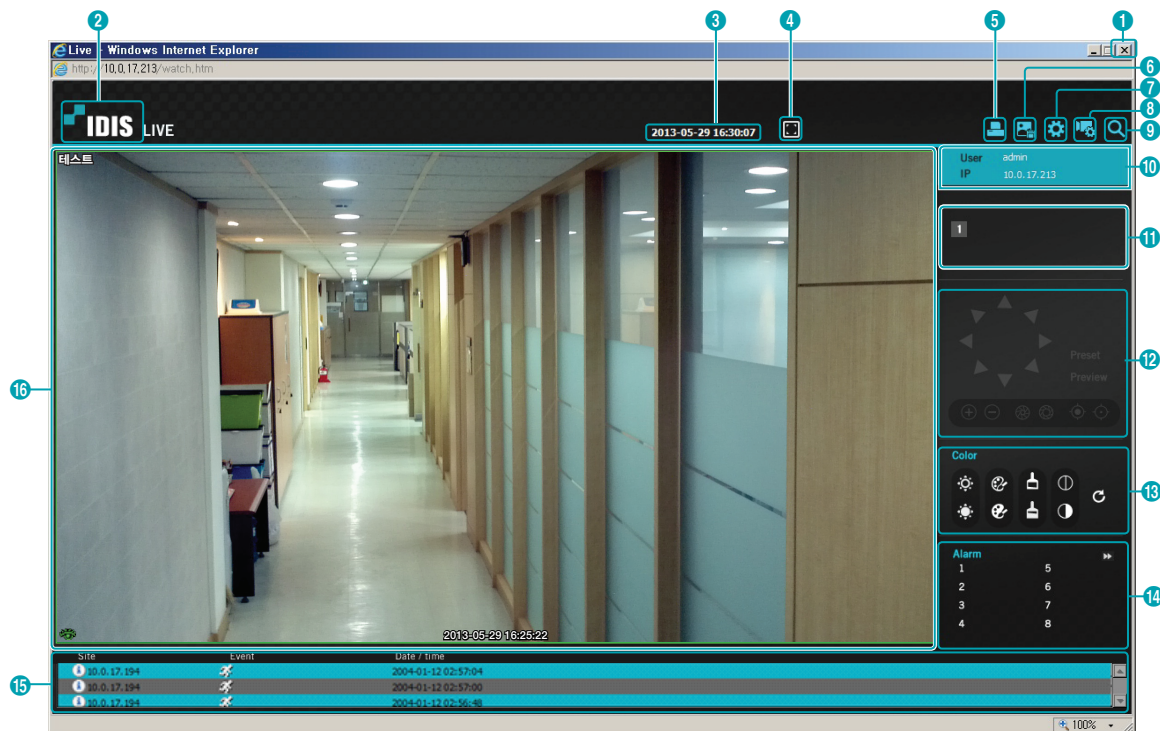 2
3
4
5
1
Live - Windows Internet Explorer
http://10.0.17.213/watch.htm
6
7
8
9
IDIS LIVE
2013-05-29 16:30:07
테스트
User admin
IP 10.0.17.213
10
1
11
Preset
Preview
12
16
Color
13
Alarm
1 5
2 6
3 7
4 8
14
2013-05-29 16:25:22
Site Event Date / time
10.0.17.194 2004-01-12 02:57:04
10.0.17.194 2004-01-12 02:57:00
10.0.17.194 2004-01-12 02:56:48
15
100%